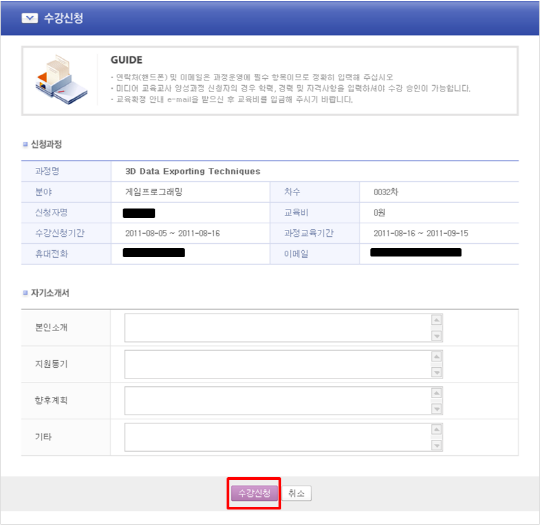 수강신청
GUIDE
- 연락처(핸드폰) 및 이메일은 과정운영에 필수 항목이므로 정확히 입력해 주십시오
- 미디어 교육교사 양성과정 신청자의 경우 학력, 경력 및 자격사항을 입력하셔야 수강 승인이 가능합니다.
- 교육확정 안내 e-mail을 받으신 후 교육비를 입금해 주시기 바랍니다.
신청과정
과정명 3D Data Exporting Techniques
분야 게임프로그래밍 차수 0032차
신청자명 교육비 0원
수강신청기간 2011-08-05 ~ 2011-08-16 과정교육기간 2011-08-16 ~ 2011-09-15
휴대전화 이메일
자기소개서
본인소개
지원동기
향후계획
기타
수강신청 취소